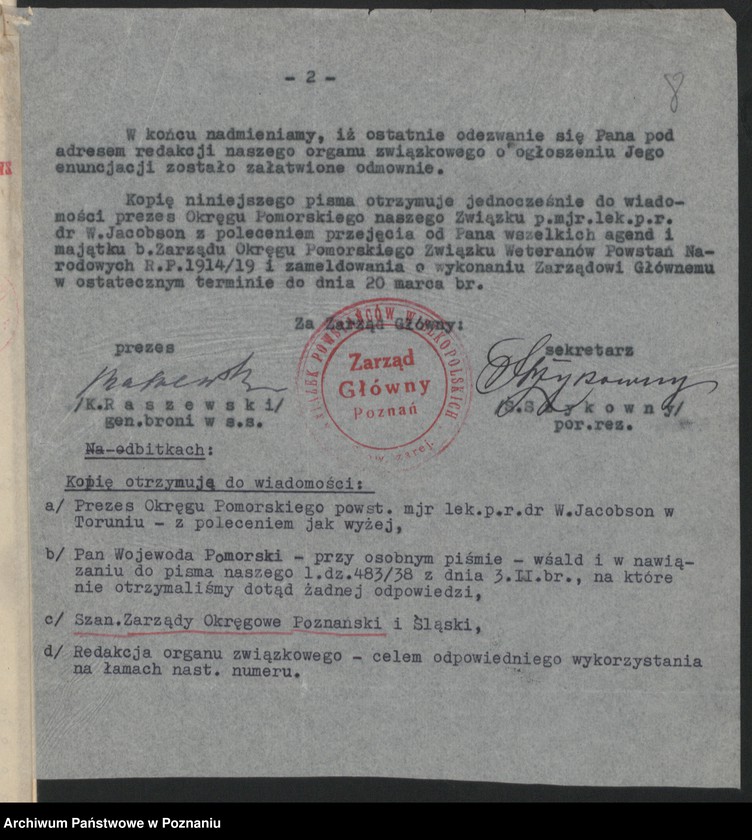 - 2 -
8
W końcu nadmieniamy, iż ostatnie odezwanie się Pana pod
adresem redakcji naszego organu związkowego o ogłoszeniu Jego
enuncjacji zostało załatwione odmownie.
Kopię niniejszego pisma otrzymuje jednocześnie do wiado-
mości prezes Okręgu Pomorskiego naszego Związku p.mjr.lek.p.r.
dr W.Jacobson z poleceniem przejęcia od Pana wszelkich agend i
majątku b.Zarządu Okręgu Pomorskiego Związku Weteranów Powstań Na-
rodowych R.P.1914/19 i zameldowania o wykonaniu Zarządowi Głównemu
w ostatecznym terminie do dnia 20 marca br.
Za Zarząd Główny:
ZWIĄZEK POWSTAŃCÓW WIELKOPOLSKICH
Zarząd
Główny
Poznań
prezes
sekretarz
/K.R a s z e w s k i/
gen.broni w s.s.
por.rez.
Na-odbitkach:
Kopię otrzymują do wiadomości:
a/ Prezes Okręgu Pomorskiego powst. mjr lek.p.r.dr W.Jacobson w
Toruniu - z poleceniem jak wyżej,
b/ Pan Wojewoda Pomorski - przy osobnym piśmie - wśald i w nawią-
zaniu do pisma naszego l.dz.483/38 z dnia 3.II.br., na które
nie otrzymaliśmy dotąd żadnej odpowiedzi,
c/ Szan.Zarządy Okręgowe Poznański i Śląski,
d/ Redakcja organu związkowego - celem odpowiedniego wykorzystania
na łamach nast. numeru.
Archiwum Państwowe w Poznaniu